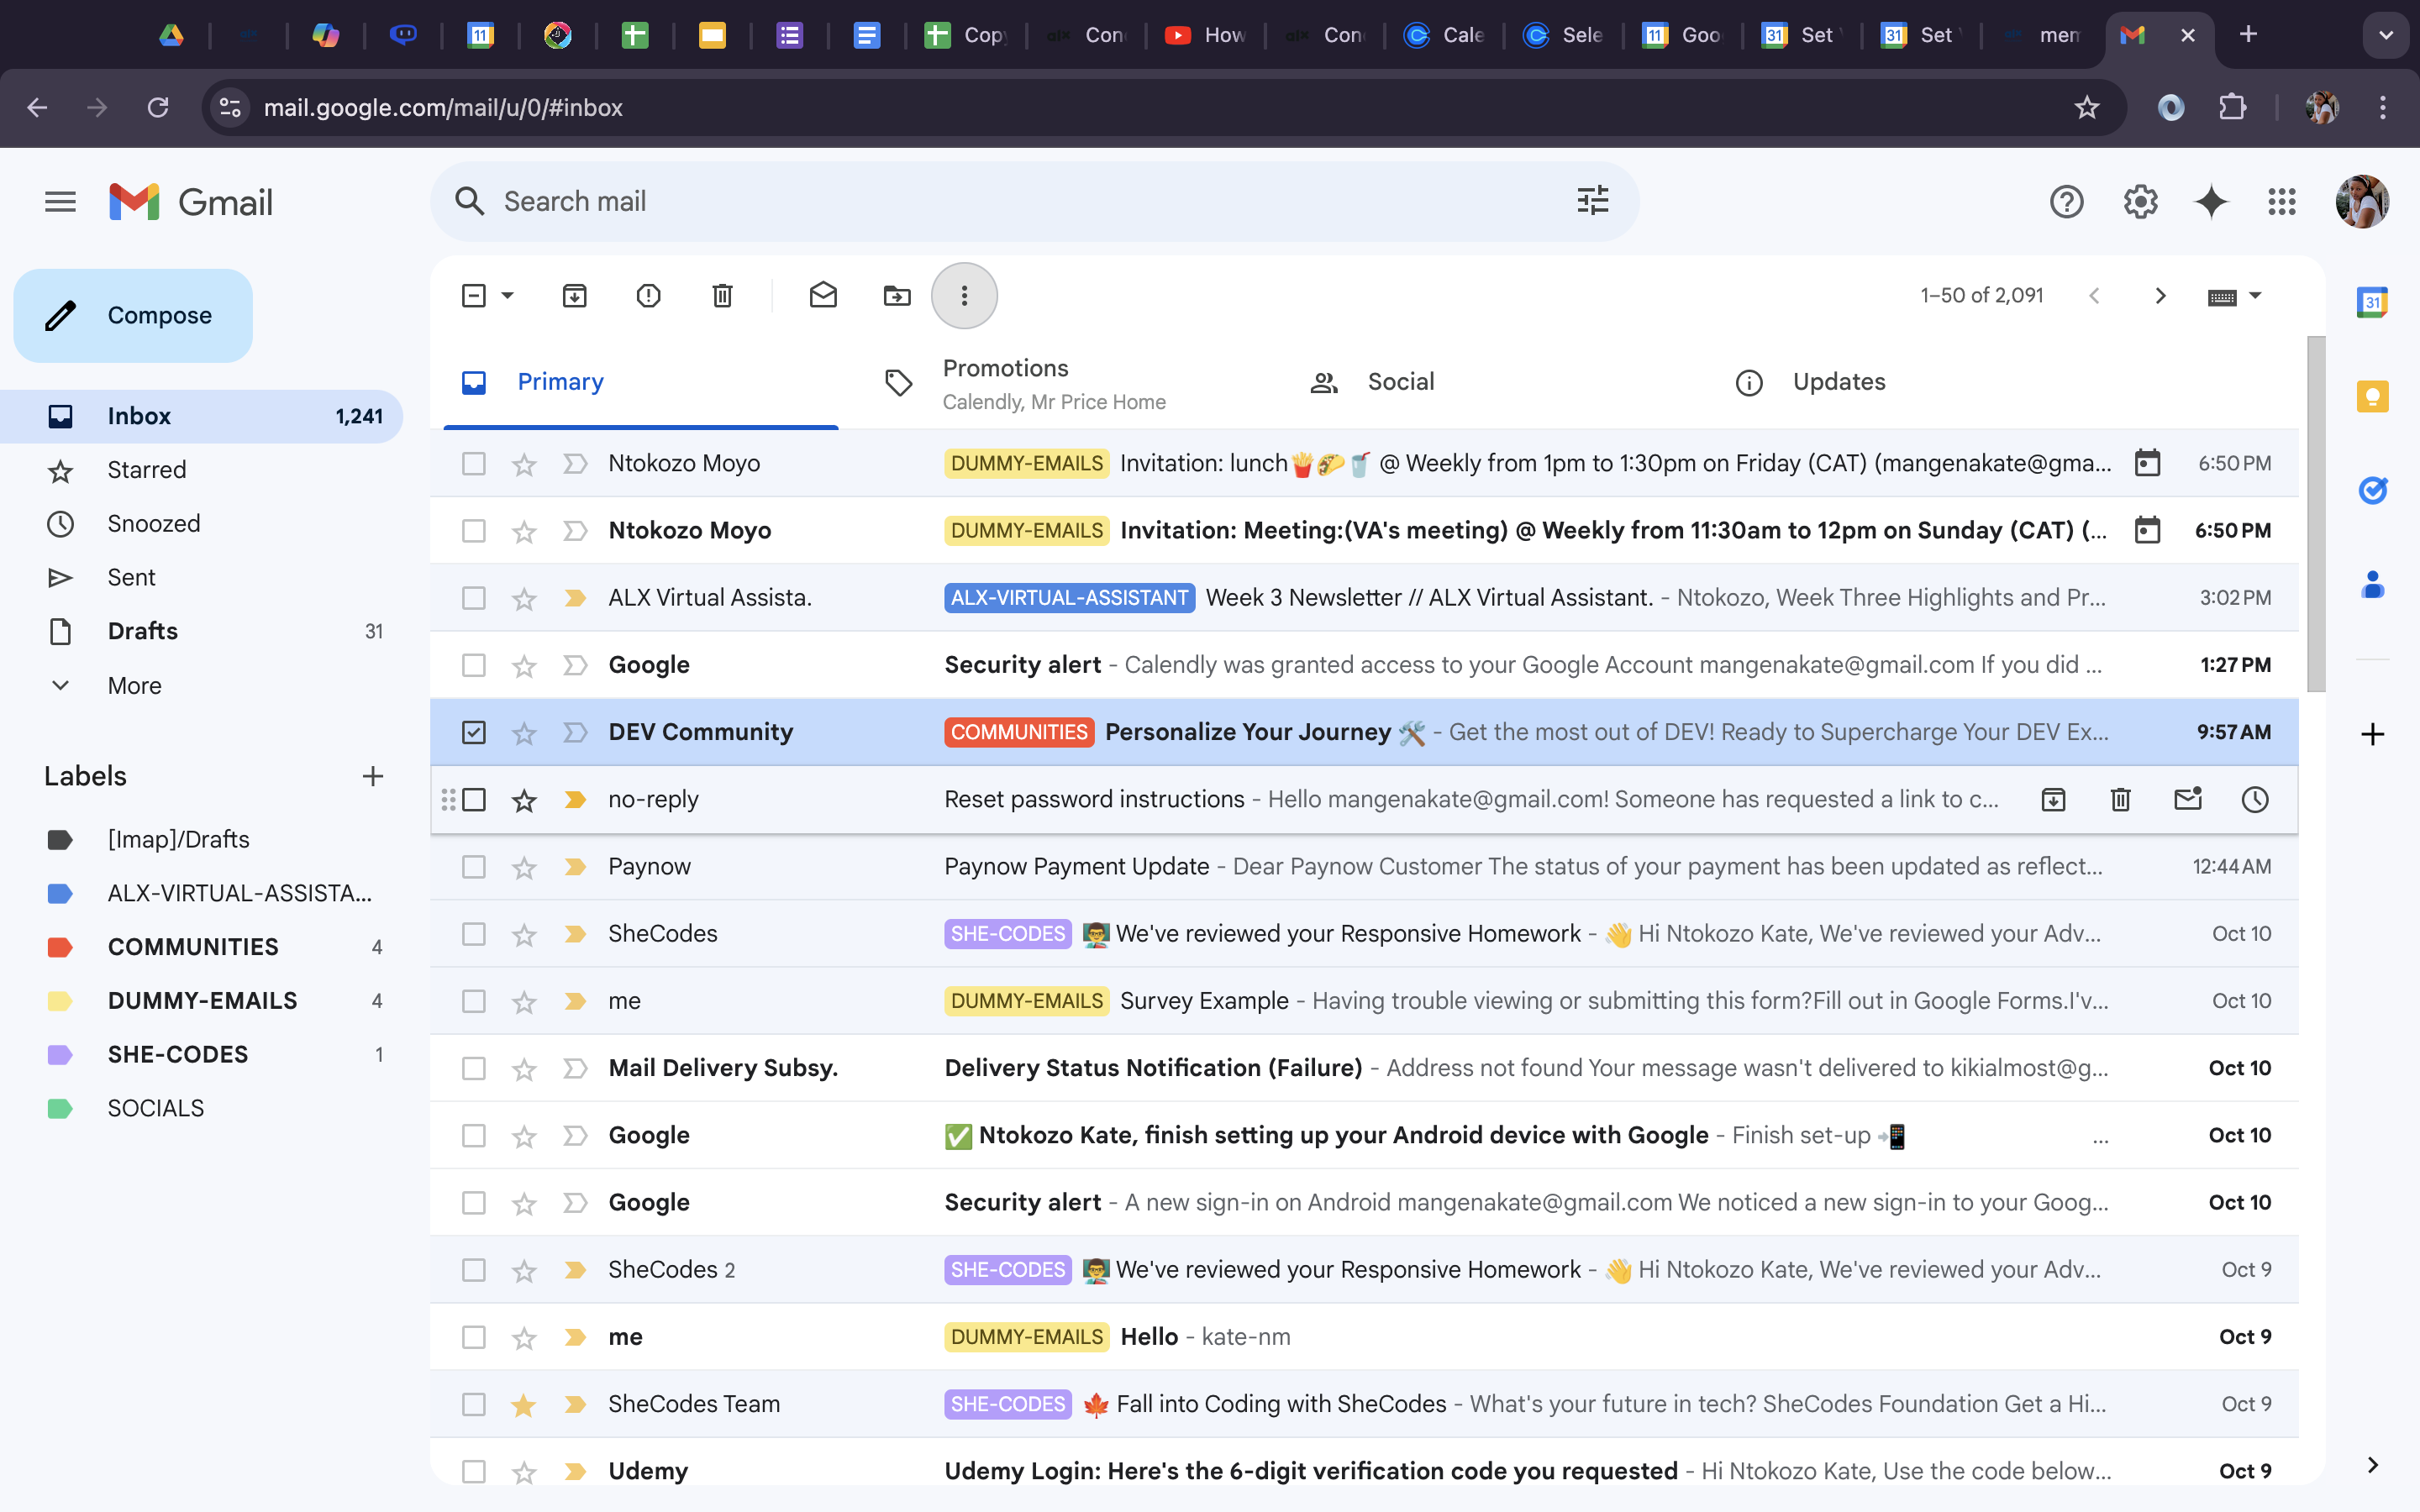 11
Copy
Con
How
Con
Cale
Sele
11 Goo
31 Set
31 Set
mem
mail.google.com/mail/u/0/#inbox
Gmail
Search mail
Compose
1–50 of 2,091
31
Primary
Promotions
Calendly, Mr Price Home
Social
Updates
Inbox 1,241
Starred
Snoozed
Sent
Drafts 31
More
Labels
[Imap]/Drafts
ALX-VIRTUAL-ASSISTA...
COMMUNITIES 4
DUMMY-EMAILS 4
SHE-CODES 1
SOCIALS
Ntokozo Moyo DUMMY-EMAILS Invitation: lunch🍟🌮🥤 @ Weekly from 1pm to 1:30pm on Friday (CAT) (mangenakate@gma... 6:50 PM
Ntokozo Moyo DUMMY-EMAILS Invitation: Meeting:(VA's meeting) @ Weekly from 11:30am to 12pm on Sunday (CAT) (... 6:50 PM
ALX Virtual Assista. ALX-VIRTUAL-ASSISTANT Week 3 Newsletter // ALX Virtual Assistant. - Ntokozo, Week Three Highlights and Pr... 3:02 PM
Google Security alert - Calendly was granted access to your Google Account mangenakate@gmail.com If you did ... 1:27 PM
DEV Community COMMUNITIES Personalize Your Journey 🛠️ - Get the most out of DEV! Ready to Supercharge Your DEV Ex... 9:57 AM
no-reply Reset password instructions - Hello mangenakate@gmail.com! Someone has requested a link to c...
Paynow Paynow Payment Update - Dear Paynow Customer The status of your payment has been updated as reflect... 12:44 AM
SheCodes SHE-CODES 👨‍🏫 We've reviewed your Responsive Homework - 👋 Hi Ntokozo Kate, We've reviewed your Adv... Oct 10
me DUMMY-EMAILS Survey Example - Having trouble viewing or submitting this form?Fill out in Google Forms.I'v... Oct 10
Mail Delivery Subsy. Delivery Status Notification (Failure) - Address not found Your message wasn't delivered to kikialmost@g... Oct 10
Google ✅ Ntokozo Kate, finish setting up your Android device with Google - Finish set-up 📲 ... Oct 10
Google Security alert - A new sign-in on Android mangenakate@gmail.com We noticed a new sign-in to your Goog... Oct 10
SheCodes 2 SHE-CODES 👨‍🏫 We've reviewed your Responsive Homework - 👋 Hi Ntokozo Kate, We've reviewed your Adv... Oct 9
me DUMMY-EMAILS Hello - kate-nm Oct 9
SheCodes Team SHE-CODES 🍁 Fall into Coding with SheCodes - What's your future in tech? SheCodes Foundation Get a Hi... Oct 9
Udemy Udemy Login: Here's the 6-digit verification code you requested - Hi Ntokozo Kate, Use the code below... Oct 9